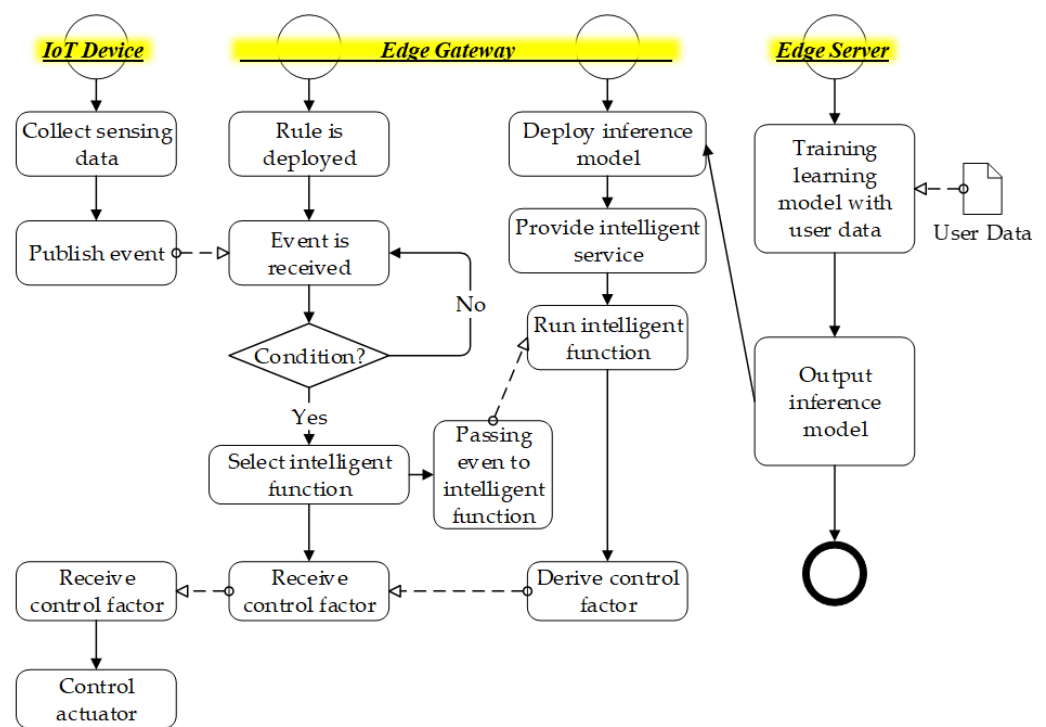 IoT Device
Edge Gateway
Edge Server
Collect sensing
data
Rule is
deployed
Deploy inference
model
Training
learning
model with
user data
User Data
Publish event
Event is
received
Provide intelligent
service
No
Condition?
Run intelligent
function
Output
inference
model
Yes
Select intelligent
function
Passing
even to
intelligent
function
Receive
control factor
Receive
control factor
Derive control
factor
Control
actuator